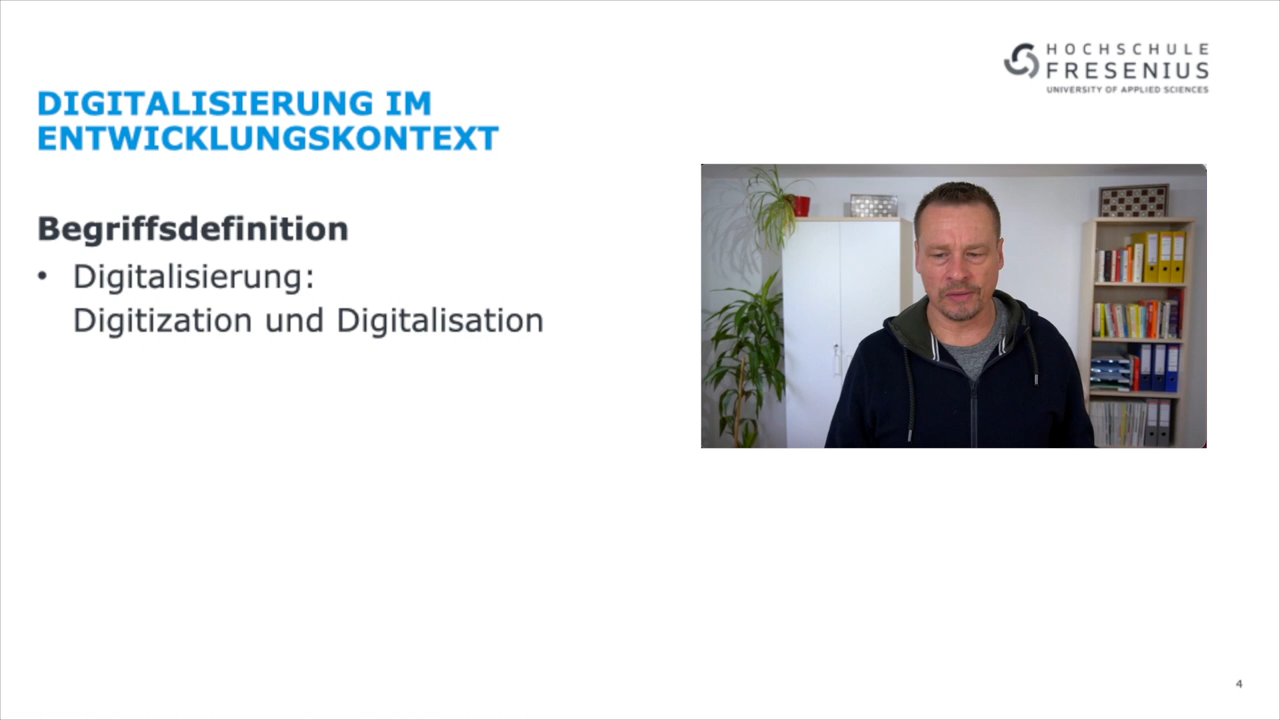 HOCHSCHULE
FRESENIUS
UNIVERSITY OF APPLIED SCIENCES
DIGITALISIERUNG IM
ENTWICKLUNGSKONTEXT
Begriffsdefinition
• Digitalisierung:
Digitization und Digitalisation
4